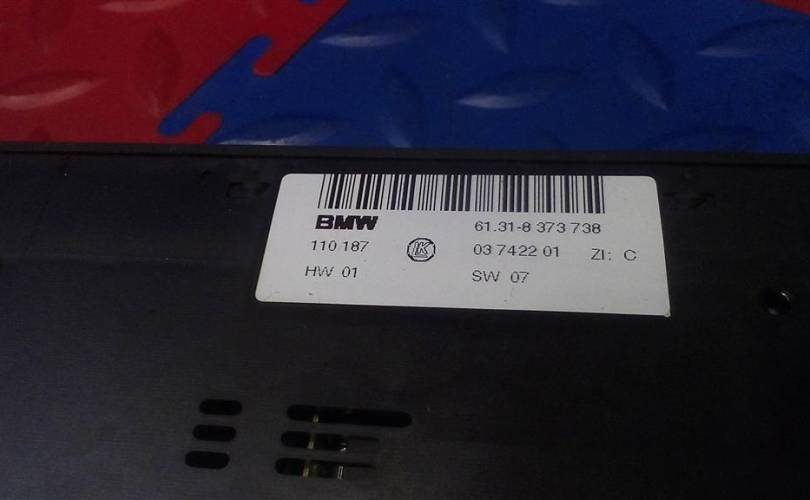 BMW 61.31-8 373 738
110 187 K 03 7422 01 ZI: C
HW 01 SW 07